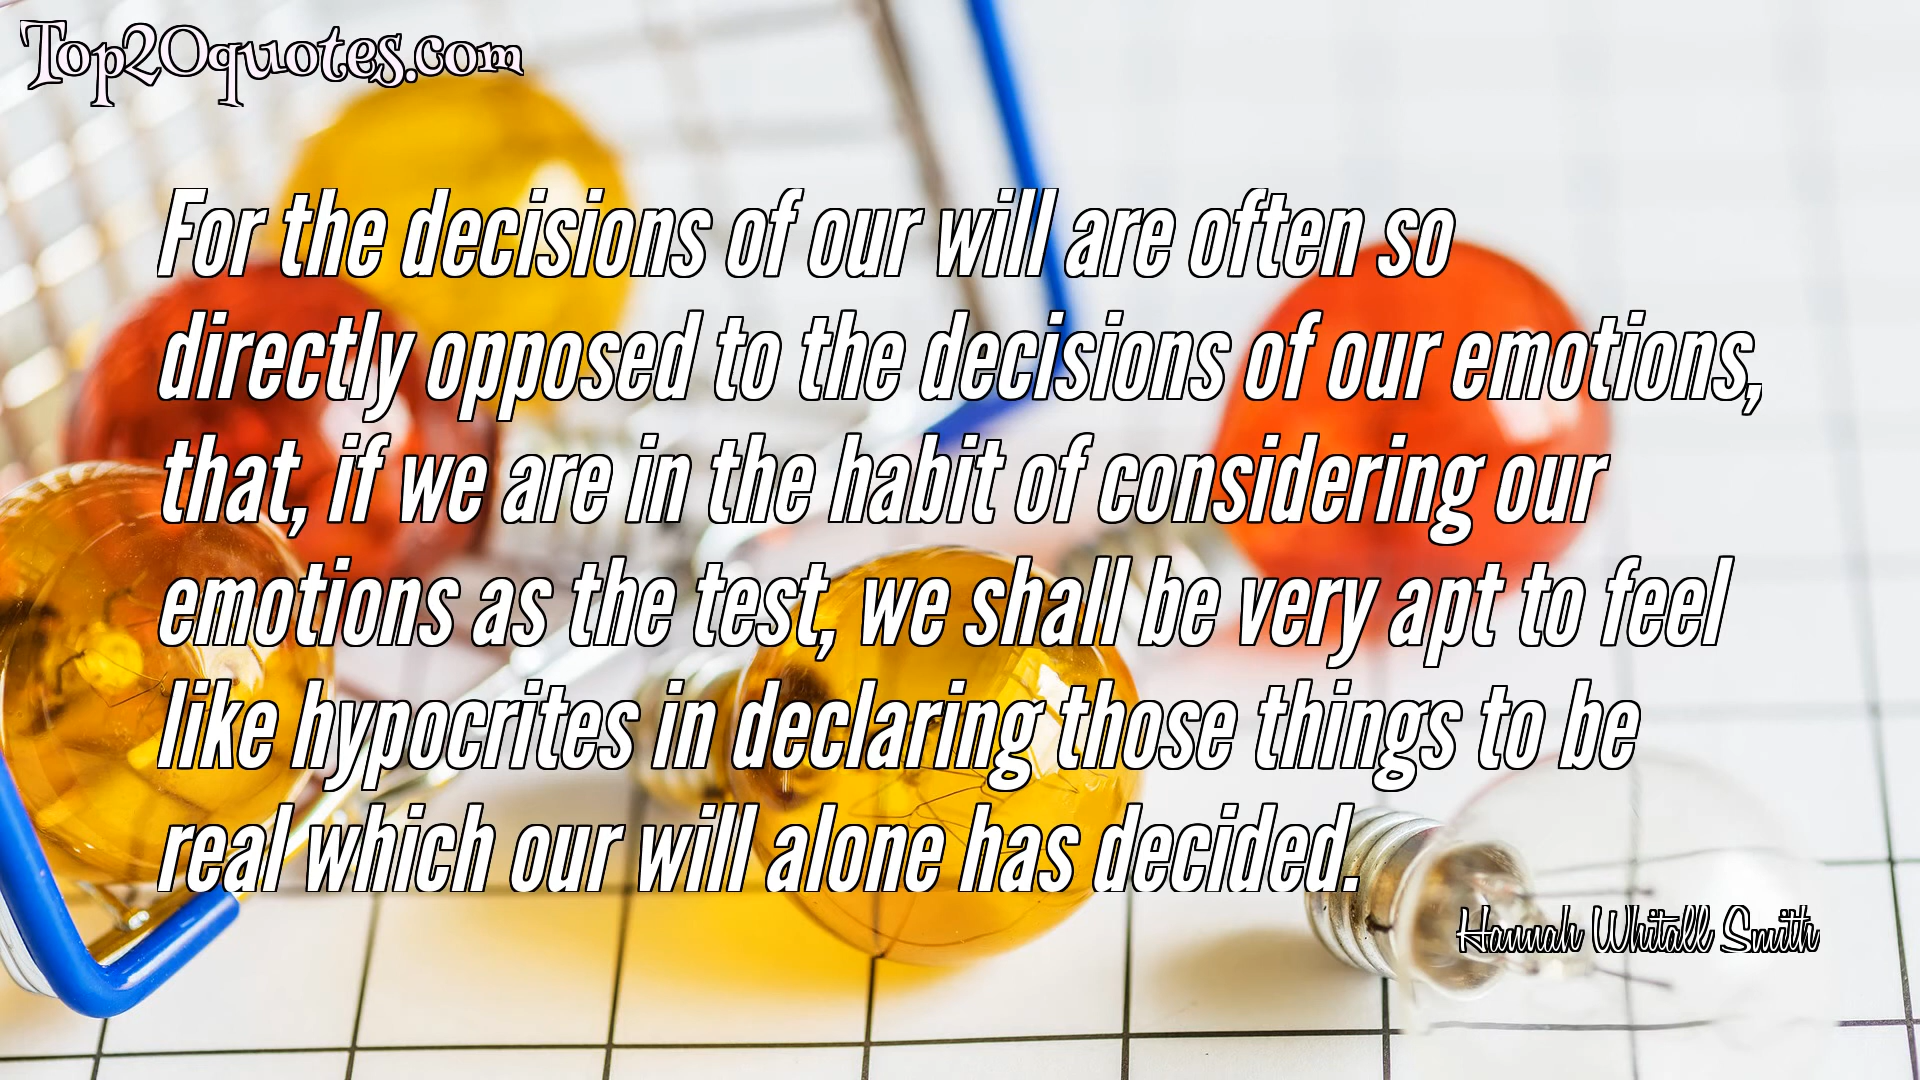 Top20quotes.com
For the decisions of our will are often so
directly opposed to the decisions of our emotions,
that, if we are in the habit of considering our
emotions as the test, we shall be very apt to feel
like hypocrites in declaring those things to be
real which our will alone has decided.
Hannah Whitall Smith